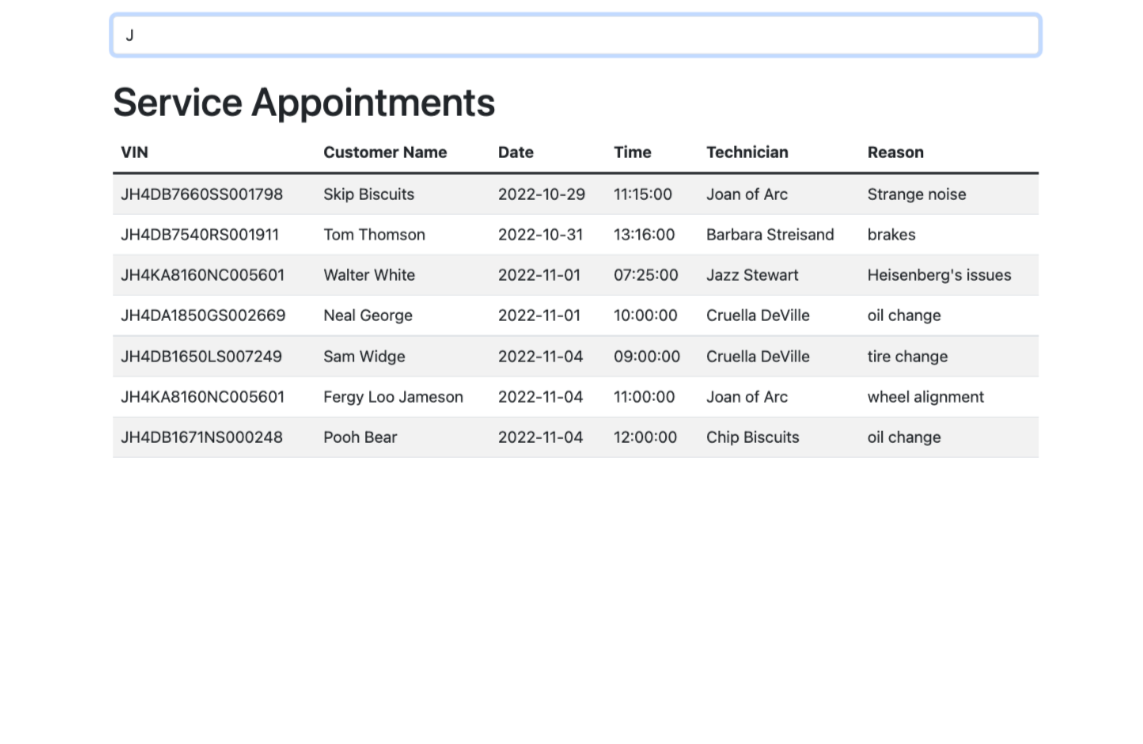 J
Service Appointments
VIN Customer Name Date Time Technician Reason
JH4DB7660SS001798 Skip Biscuits 2022-10-29 11:15:00 Joan of Arc Strange noise
JH4DB7540RS001911 Tom Thomson 2022-10-31 13:16:00 Barbara Streisand brakes
JH4KA8160NC005601 Walter White 2022-11-01 07:25:00 Jazz Stewart Heisenberg's issues
JH4DA1850GS002669 Neal George 2022-11-01 10:00:00 Cruella DeVille oil change
JH4DB1650LS007249 Sam Widge 2022-11-04 09:00:00 Cruella DeVille tire change
JH4KA8160NC005601 Fergy Loo Jameson 2022-11-04 11:00:00 Joan of Arc wheel alignment
JH4DB1671NS000248 Pooh Bear 2022-11-04 12:00:00 Chip Biscuits oil change